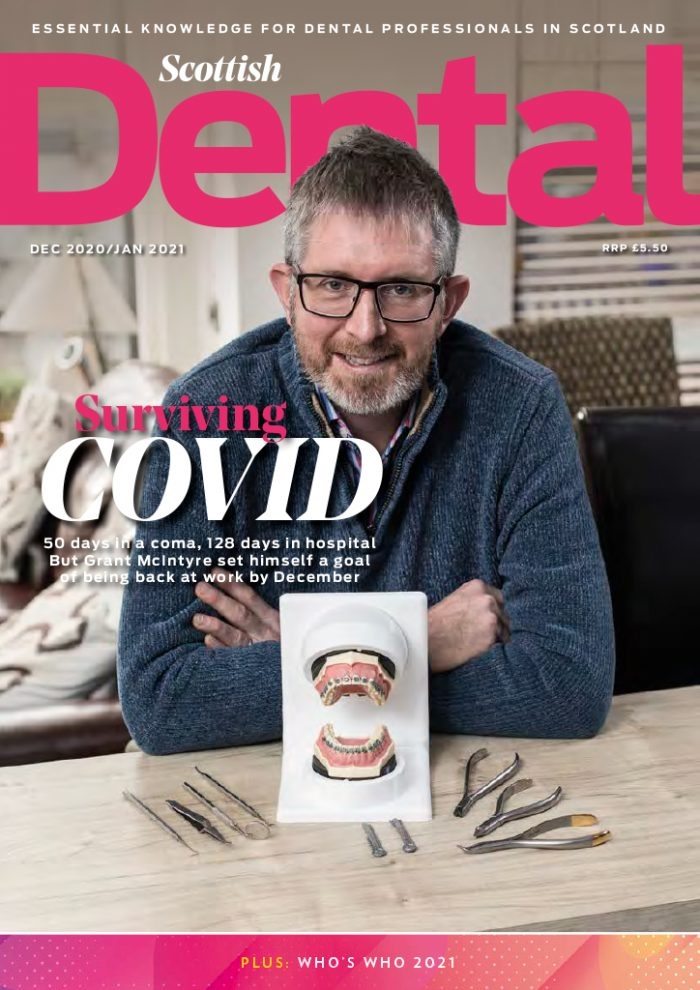 ESSENTIAL KNOWLEDGE FOR DENTAL PROFESSIONALS IN SCOTLAND
Scottish
Dental
DEC 2020/JAN 2021
RRP £5.50
Surviving
COVID
50 days in a coma, 128 days in hospital
But Grant McIntyre set himself a goal
of being back at work by December
PLUS: WHO'S WHO 2021